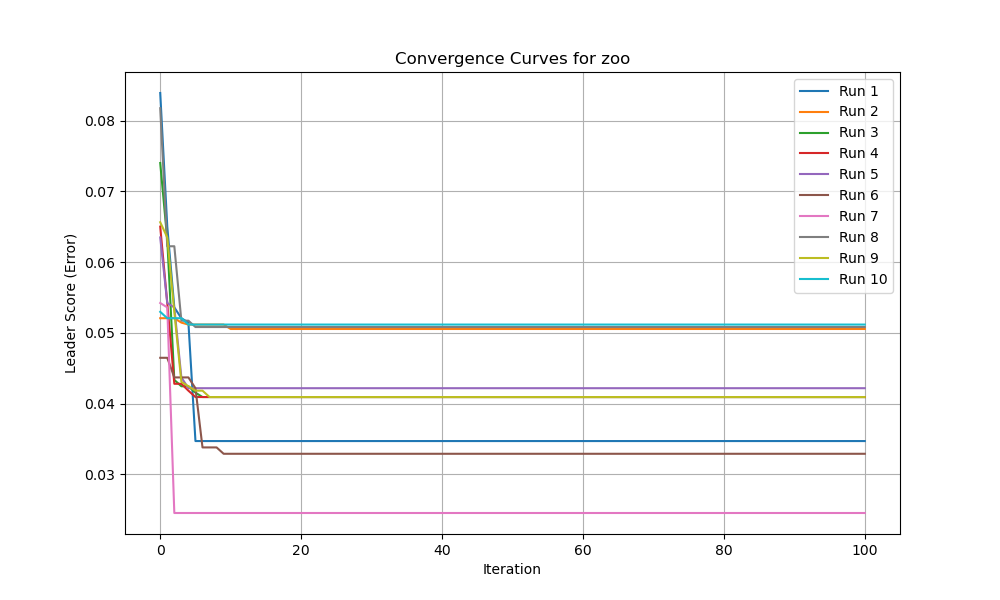 Convergence Curves for zoo
Leader Score (Error)
0.08
0.07
0.06
0.05
0.04
0.03
Run 1
Run 2
Run 3
Run 4
Run 5
Run 6
Run 7
Run 8
Run 9
Run 10
0 20 40 60 80 100
Iteration